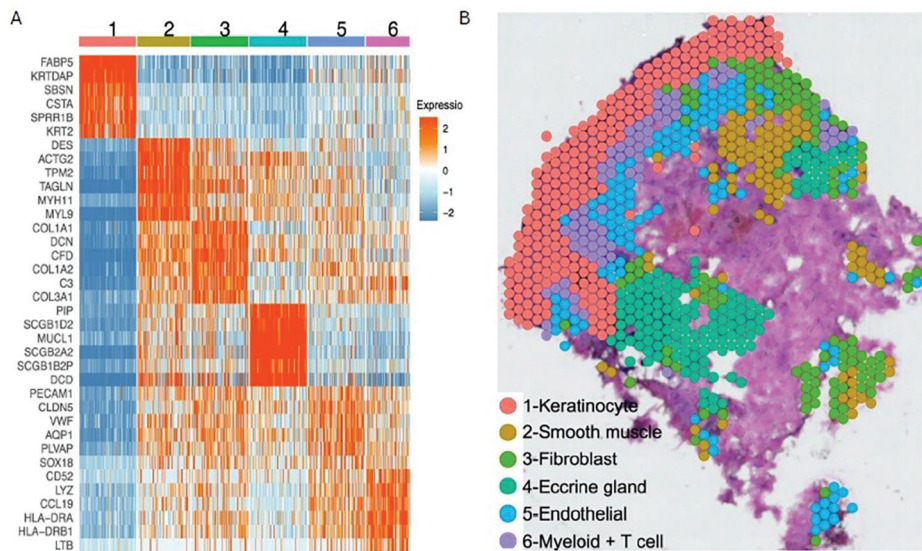 A
B
1 2 3 4 5 6
FABP5
KRTDAP
SBSN
CSTA
SPRR1B
KRT2
DES
ACTG2
TPM2
TAGLN
MYH11
MYL9
COL1A1
DCN
CFD
COL1A2
C3
COL3A1
PIP
SCGB1D2
MUCL1
SCGB2A2
SCGB1B2P
DCD
PECAM1
CLDN5
VWF
AQP1
PLVAP
SOX18
CD52
LYZ
CCL19
HLA-DRA
HLA-DRB1
LTB
Expressio
2
1
0
−1
−2
1-Keratinocyte
2-Smooth muscle
3-Fibroblast
4-Eccrine gland
5-Endothelial
6-Myeloid + T cell